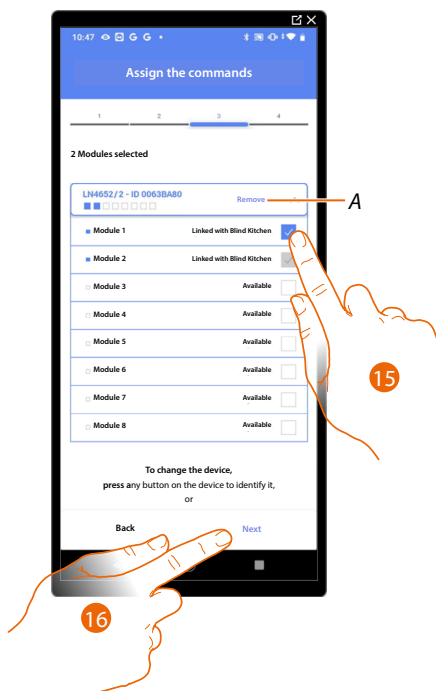 10:47 G G
Assign the commands
1 2 3 4
2 Modules selected
LN4652/2 - ID 0063BA80
Remove
A
Module 1 Linked with Blind Kitchen
Module 2 Linked with Blind Kitchen
Module 3 Available
Module 4 Available
Module 5 Available
Module 6 Available
Module 7 Available
Module 8 Available
15
To change the device,
press any button on the device to identify it,
or
Back Next
16